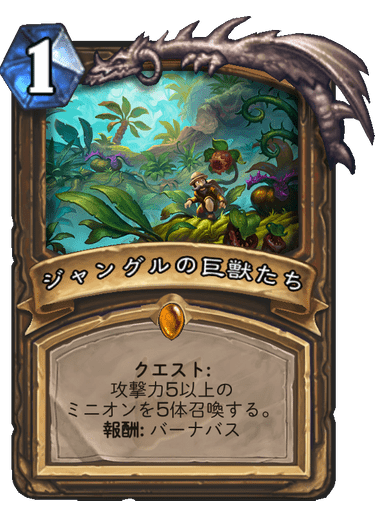 1
ジャングルの巨獣たち
クエスト:
攻撃力5以上の
ミニオンを5体召喚する。
報酬: バーナバス